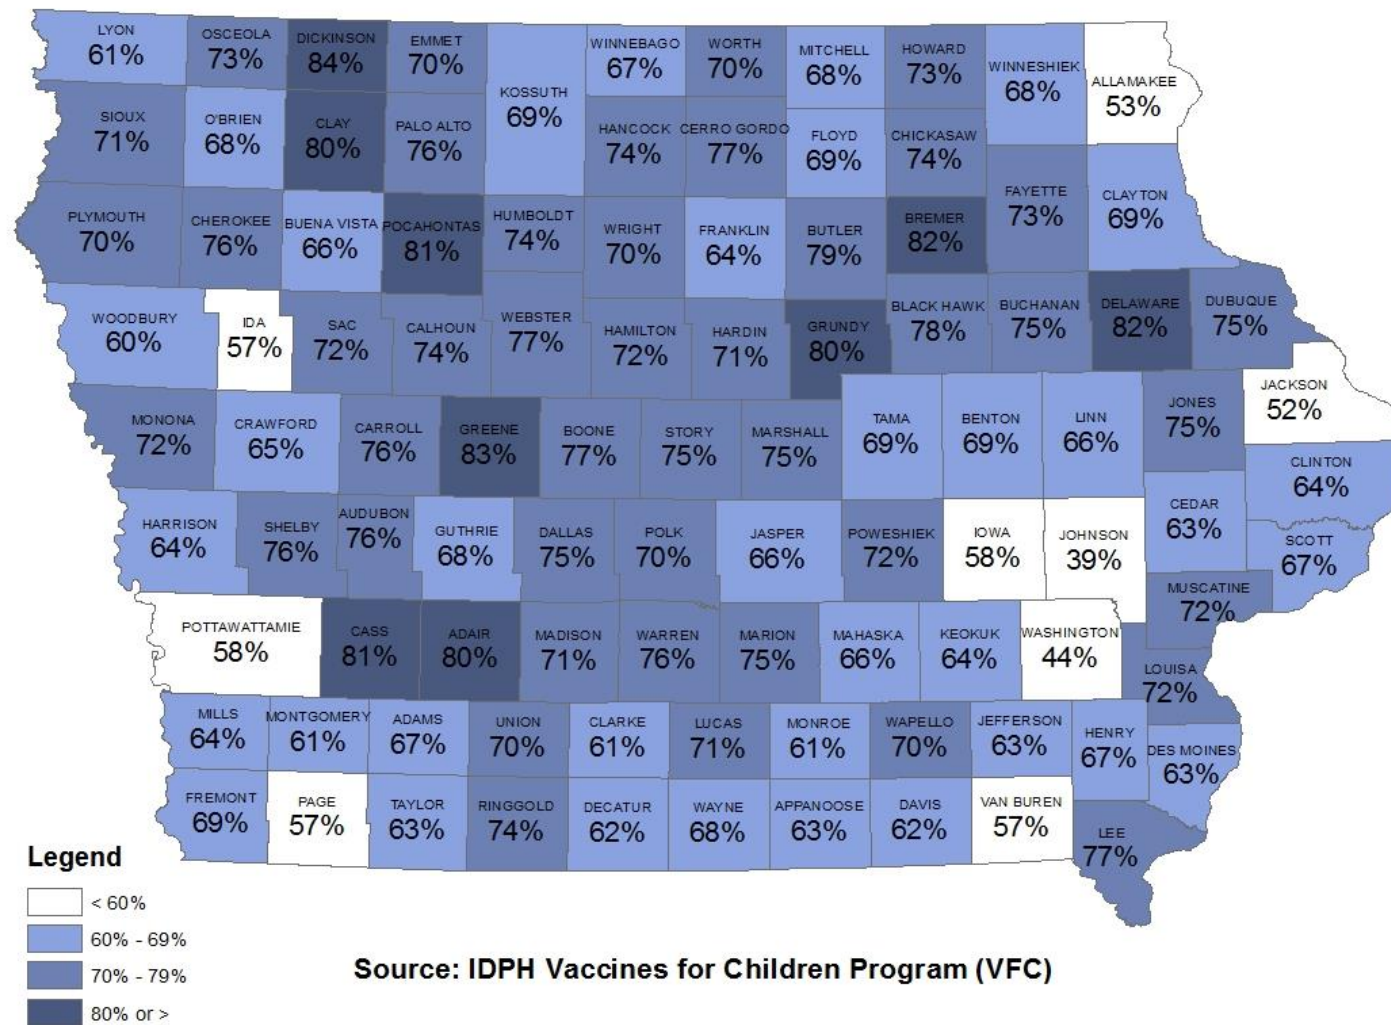 LYON
61%
OSCEOLA
73%
DICKINSON
84%
EMMET
70%
KOSSUTH
69%
WINNEBAGO
67%
WORTH
70%
MITCHELL
68%
HOWARD
73%
WINNESHIEK
68%
ALLAMAKEE
53%
SIOUX
71%
O'BRIEN
68%
CLAY
80%
PALO ALTO
76%
HANCOCK
74%
CERRO GORDO
77%
FLOYD
69%
CHICKASAW
74%
FAYETTE
73%
CLAYTON
69%
PLYMOUTH
70%
CHEROKEE
76%
BUENA VISTA
66%
POCAHONTAS
81%
HUMBOLDT
74%
WRIGHT
70%
FRANKLIN
64%
BUTLER
79%
BREMER
82%
WOODBURY
60%
IDA
57%
SAC
72%
CALHOUN
74%
WEBSTER
77%
HAMILTON
72%
HARDIN
71%
GRUNDY
80%
BLACK HAWK
78%
BUCHANAN
75%
DELAWARE
82%
DUBUQUE
75%
JACKSON
52%
MONONA
72%
CRAWFORD
65%
CARROLL
76%
GREENE
83%
BOONE
77%
STORY
75%
MARSHALL
75%
TAMA
69%
BENTON
69%
LINN
66%
JONES
75%
CLINTON
64%
HARRISON
64%
SHELBY
76%
AUDUBON
76%
GUTHRIE
68%
DALLAS
75%
POLK
70%
JASPER
66%
POWESHIEK
72%
IOWA
58%
JOHNSON
39%
CEDAR
63%
SCOTT
67%
MUSCATINE
72%
POTTAWATTAMIE
58%
CASS
81%
ADAIR
80%
MADISON
71%
WARREN
76%
MARION
75%
MAHASKA
66%
KEOKUK
64%
WASHINGTON
44%
LOUISA
72%
MILLS
64%
MONTGOMERY
61%
ADAMS
67%
UNION
70%
CLARKE
61%
LUCAS
71%
MONROE
61%
WAPELLO
70%
JEFFERSON
63%
HENRY
67%
DES MOINES
63%
FREMONT
69%
PAGE
57%
TAYLOR
63%
RINGGOLD
74%
DECATUR
62%
WAYNE
68%
APPANOOSE
63%
DAVIS
62%
VAN BUREN
57%
LEE
77%
Legend
< 60%
60% - 69%
70% - 79%
80% or >
Source: IDPH Vaccines for Children Program (VFC)